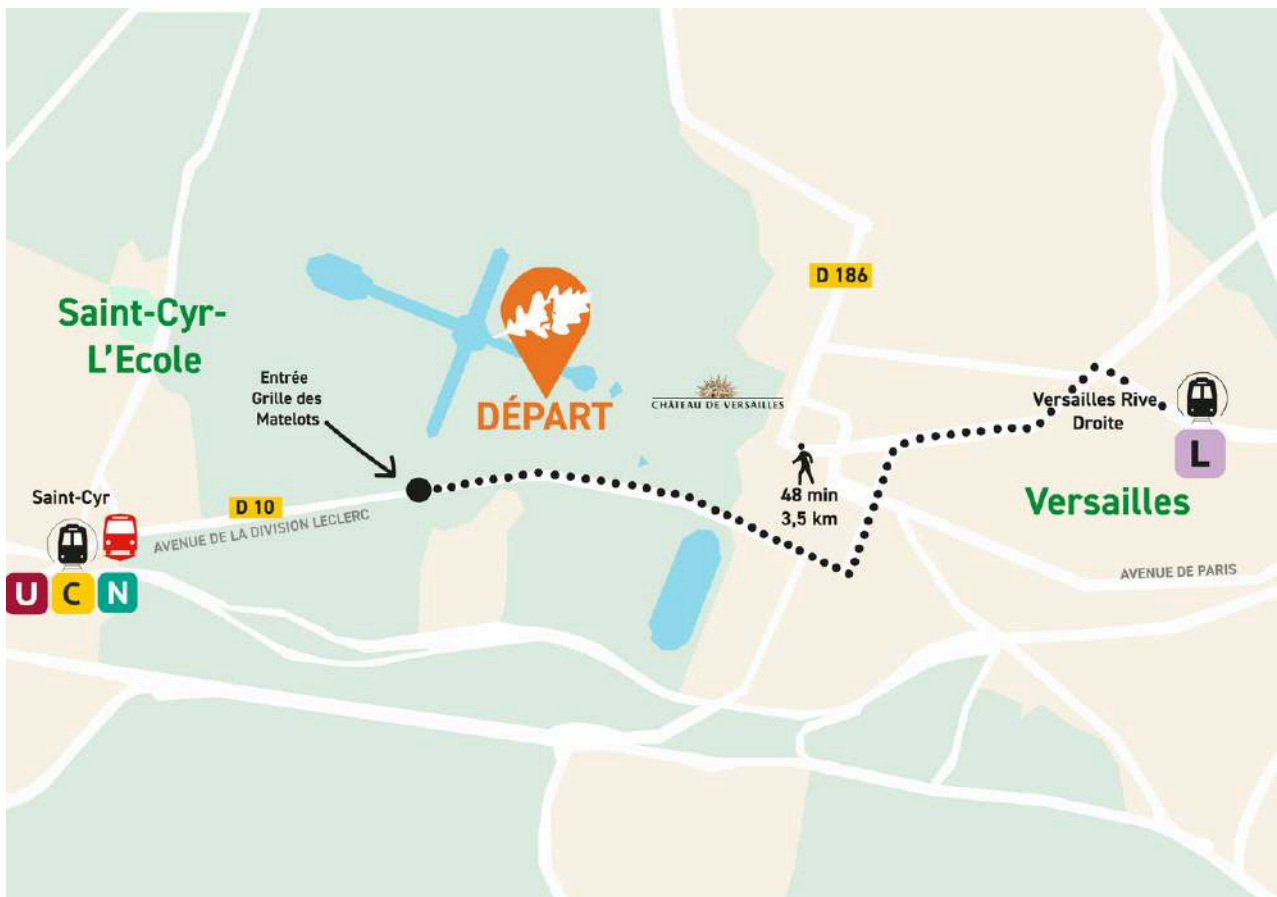 D 186
Saint-Cyr-
L'Ecole
Entrée
Grille des
Matelots
DÉPART
CHÂTEAU DE VERSAILLES
Versailles Rive
Droite
L
Saint-Cyr
D 10
AVENUE DE LA DIVISION LECLERC
48 min
3,5 km
Versailles
U C N
AVENUE DE PARIS